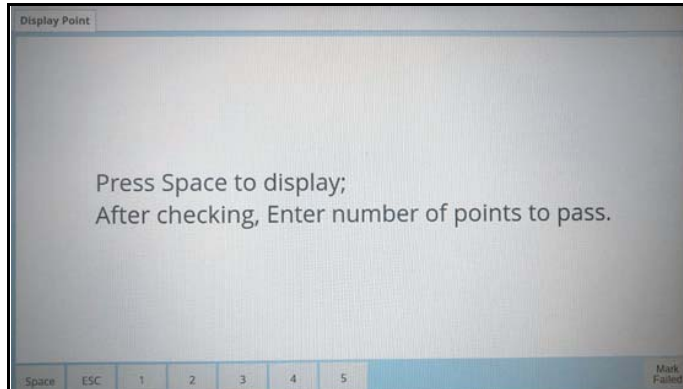 Display Point
Press Space to display;
After checking, Enter number of points to pass.
Space ESC 1 2 3 4 5
Mark
Failed